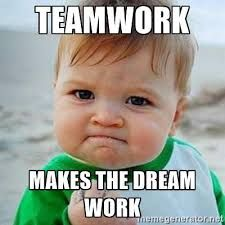 TEAMWORK
MAKES THE DREAM
WORK
memegenerator.net